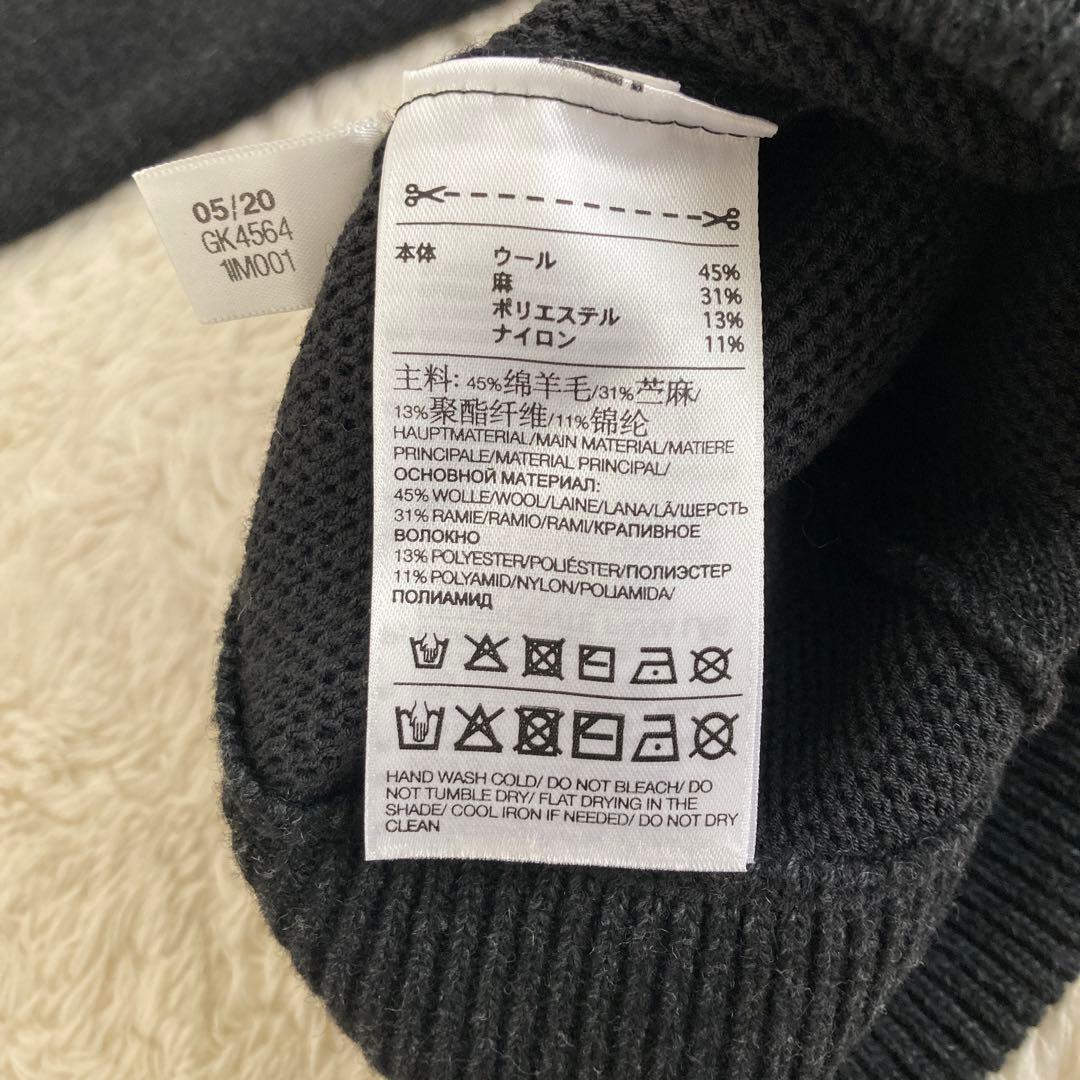 05/20
GK4564
1IM001
本体 ウール 45%
麻 31%
ポリエステル 13%
ナイロン 11%
主料: 45%绵羊毛/31%苎麻/
13%聚酯纤维/11%锦纶
HAUPTMATERIAL/MAIN MATERIAL/MATIERE
PRINCIPALE/MATERIAL PRINCIPAL/
ОСНОВНОЙ МАТЕРИАЛ:
45% WOLLE/WOOL/LAINE/LANA/LÃ/ШЕРСТЬ
31% RAMIE/RAMIO/RAMI/КРАПИВНОЕ
ВОЛОКНО
13% POLYESTER/POLIÉSTER/ПОЛИЭСТЕР
11% POLYAMID/NYLON/POLIAMIDA/
ПОЛИАМИД
HAND WASH COLD/ DO NOT BLEACH/ DO
NOT TUMBLE DRY/ FLAT DRYING IN THE
SHADE/ COOL IRON IF NEEDED/ DO NOT DRY
CLEAN